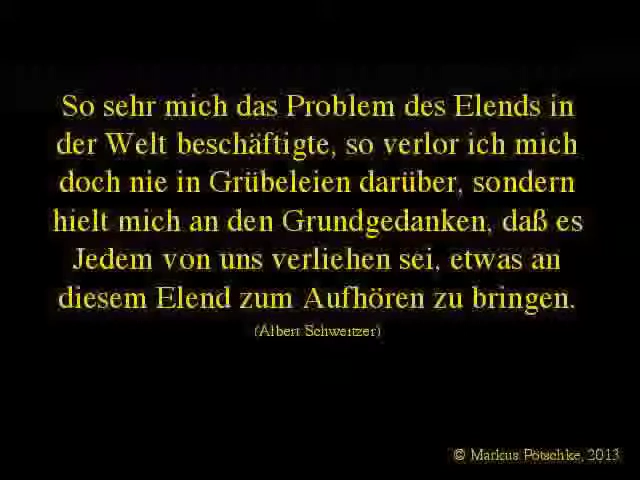 So sehr mich das Problem des Elends in
der Welt beschäftigte, so verlor ich mich
doch nie in Grübeleien darüber, sondern
hielt mich an den Grundgedanken, daß es
Jedem von uns verliehen sei, etwas an
diesem Elend zum Aufhören zu bringen.
(Albert Schweitzer)
© Markus Pötschke, 2013